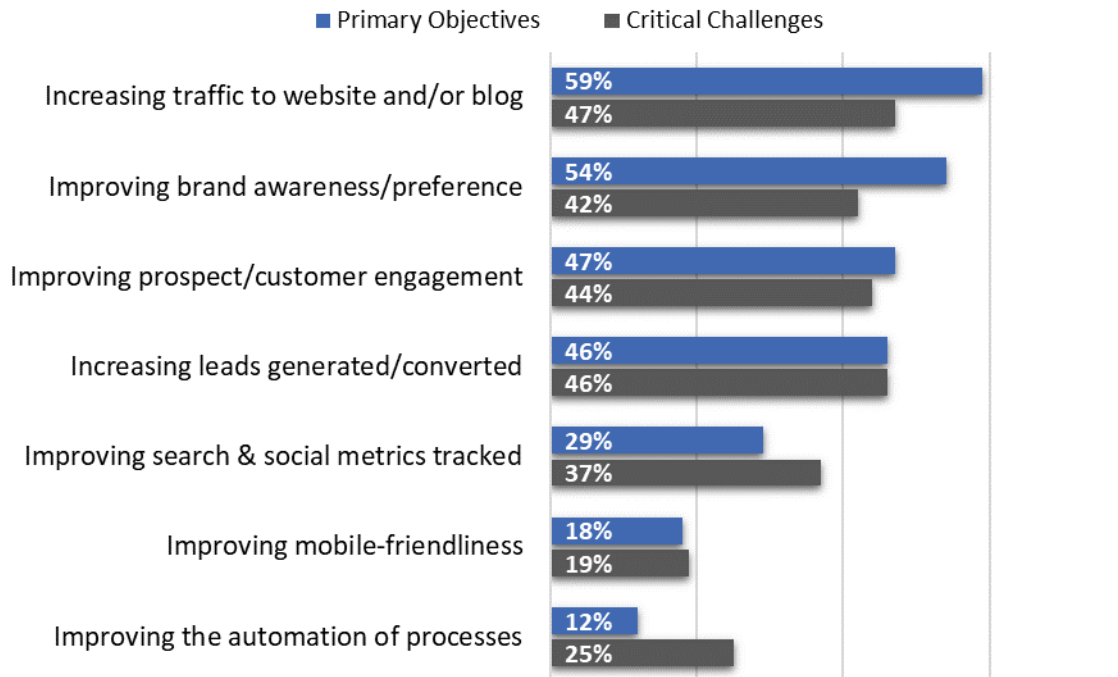 Primary Objectives Critical Challenges
Increasing traffic to website and/or blog 59%
47%
Improving brand awareness/preference 54%
42%
Improving prospect/customer engagement 47%
44%
Increasing leads generated/converted 46%
46%
Improving search & social metrics tracked 29%
37%
Improving mobile-friendliness 18%
19%
Improving the automation of processes 12%
25%